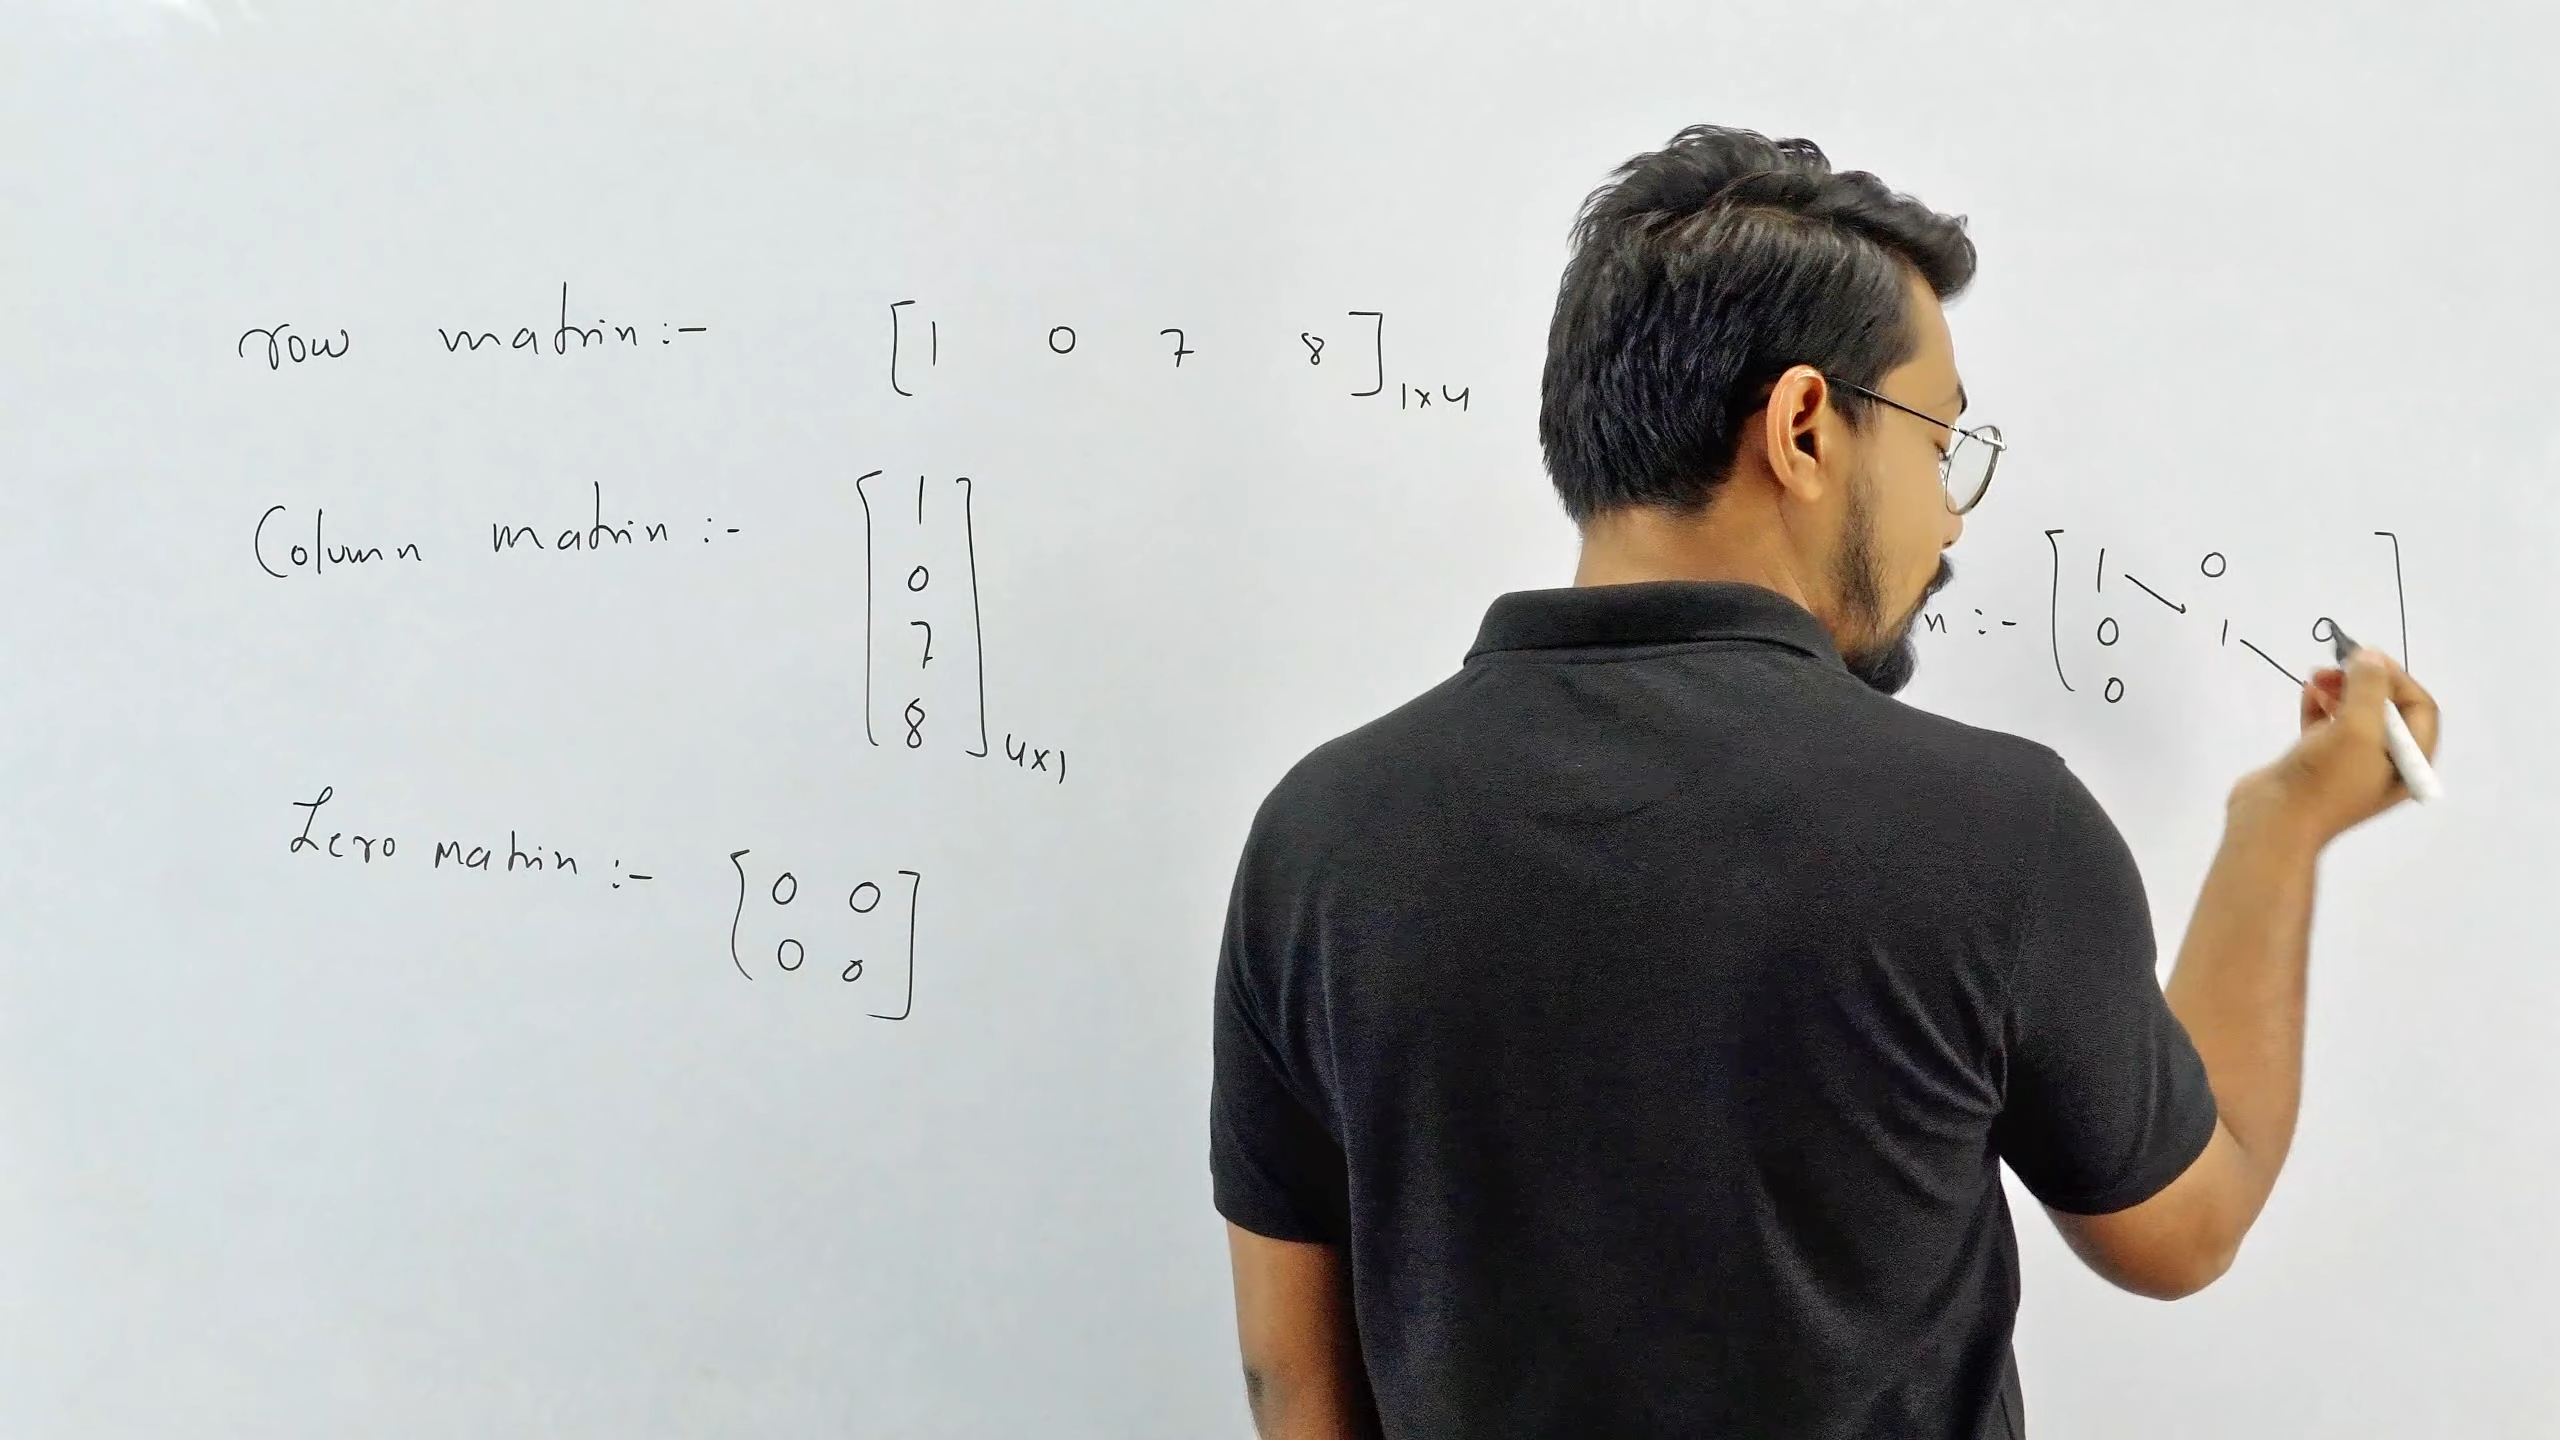 row matrix :- [ 1 0 7 8 ] 1x4
Column matrix :- [ 1
0
7
8 ] 4x1
Zero matrix :- [ 0 0
0 0 ]
:- [ 1 0
0 1 0
0 ]